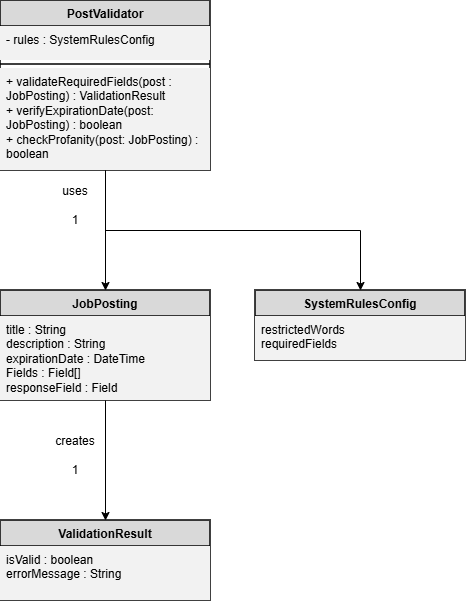 PostValidator
- rules : SystemRulesConfig
+ validateRequiredFields(post :
JobPosting) : ValidationResult
+ verifyExpirationDate(post:
JobPosting) : boolean
+ checkProfanity(post: JobPosting) :
boolean
uses
1
JobPosting
title : String
description : String
expirationDate : DateTime
Fields : Field[]
responseField : Field
SystemRulesConfig
restrictedWords
requiredFields
creates
1
ValidationResult
isValid : boolean
errorMessage : String